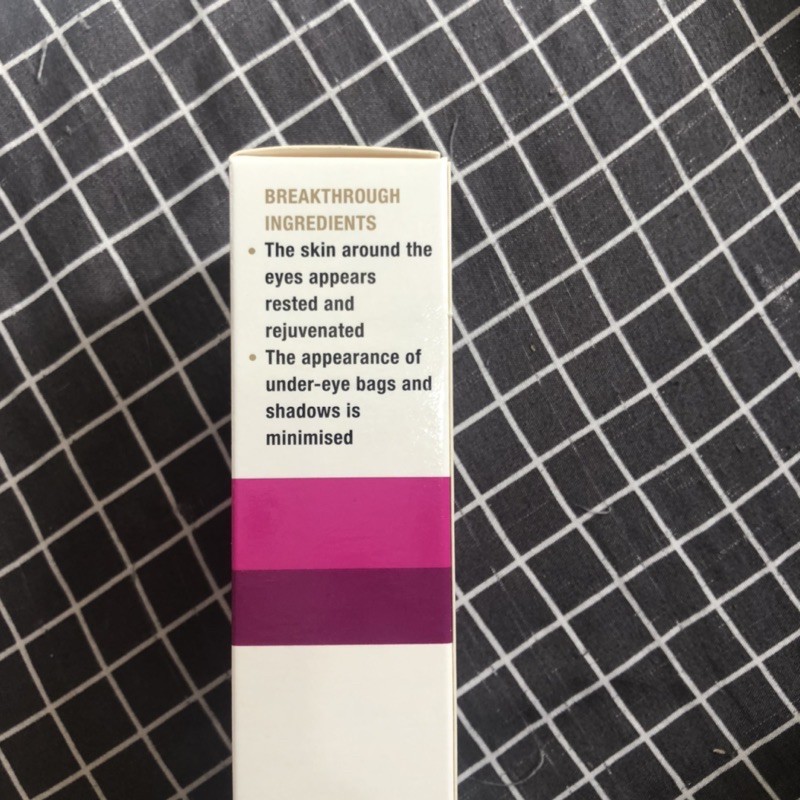 BREAKTHROUGH
INGREDIENTS
• The skin around the
eyes appears
rested and
rejuvenated
• The appearance of
under-eye bags and
shadows is
minimised